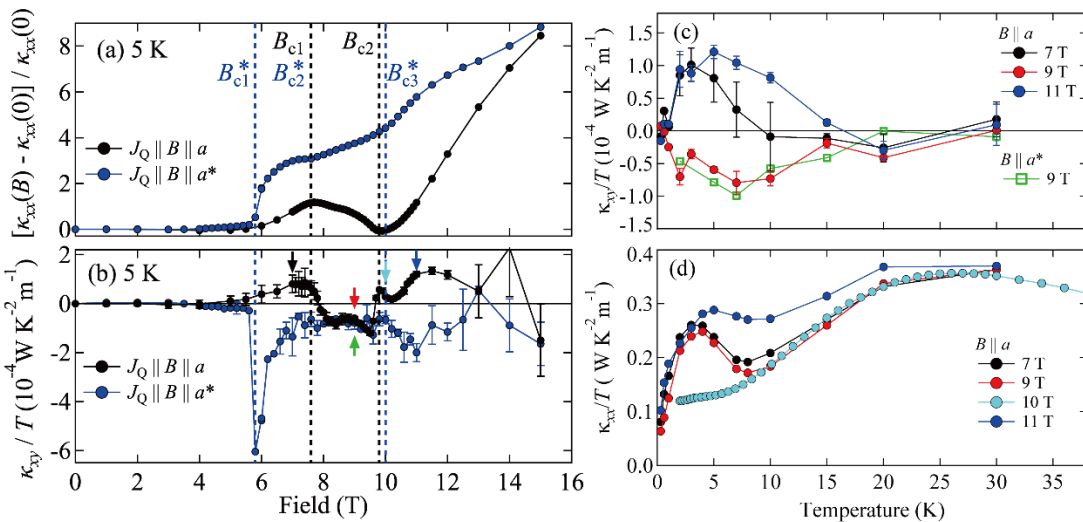 (a) 5 K
B*c1
Bc1
B*c2
Bc2
B*c3
JQ || B || a
JQ || B || a*
[κxx(B) - κxx(0)] / κxx(0)
8
6
4
2
0
(b) 5 K
JQ || B || a
JQ || B || a*
κxy / T (10-4 W K-2 m-1)
2
0
-2
-4
-6
0 2 4 6 8 10 12 14 16
Field (T)
(c)
B || a
7 T
9 T
11 T
B || a*
9 T
κxy/T (10-4 W K-2 m-1)
1.5
1.0
0.5
0.0
-0.5
-1.0
-1.5
(d)
B || a
7 T
9 T
10 T
11 T
κxx/T ( W K-2 m-1)
0.4
0.3
0.2
0.1
0.0
0 5 10 15 20 25 30 35
Temperature (K)